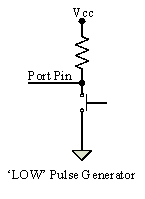 Vcc
Port Pin
‘LOW’ Pulse Generator